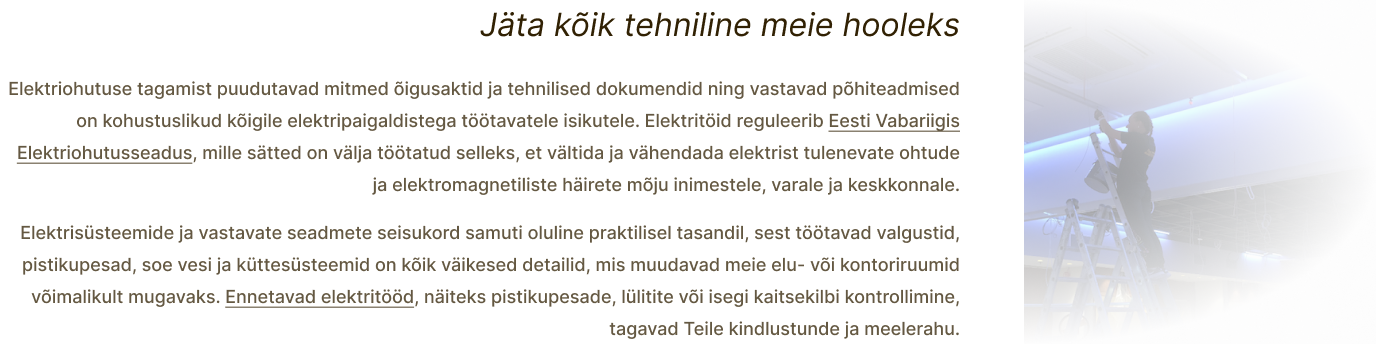 Jäta kõik tehniline meie hooleks
Elektriohutuse tagamist puudutavad mitmed õigusaktid ja tehnilised dokumendid ning vastavad põhiteadmised
on kohustuslikud kõigile elektripaigaldistega töötavatele isikutele. Elektritöid reguleerib Eesti Vabariigis
Elektriohutusseadus, mille sätted on välja töötatud selleks, et vältida ja vähendada elektrist tulenevate ohtude
ja elektromagnetiliste häirete mõju inimestele, varale ja keskkonnale.
Elektrisüsteemide ja vastavate seadmete seisukord samuti oluline praktilisel tasandil, sest töötavad valgustid,
pistikupesad, soe vesi ja küttesüsteemid on kõik väikesed detailid, mis muudavad meie elu- või kontoriruumid
võimalikult mugavaks. Ennetavad elektritööd, näiteks pistikupesade, lülitite või isegi kaitsekilbi kontrollimine,
tagavad Teile kindlustunde ja meelerahu.